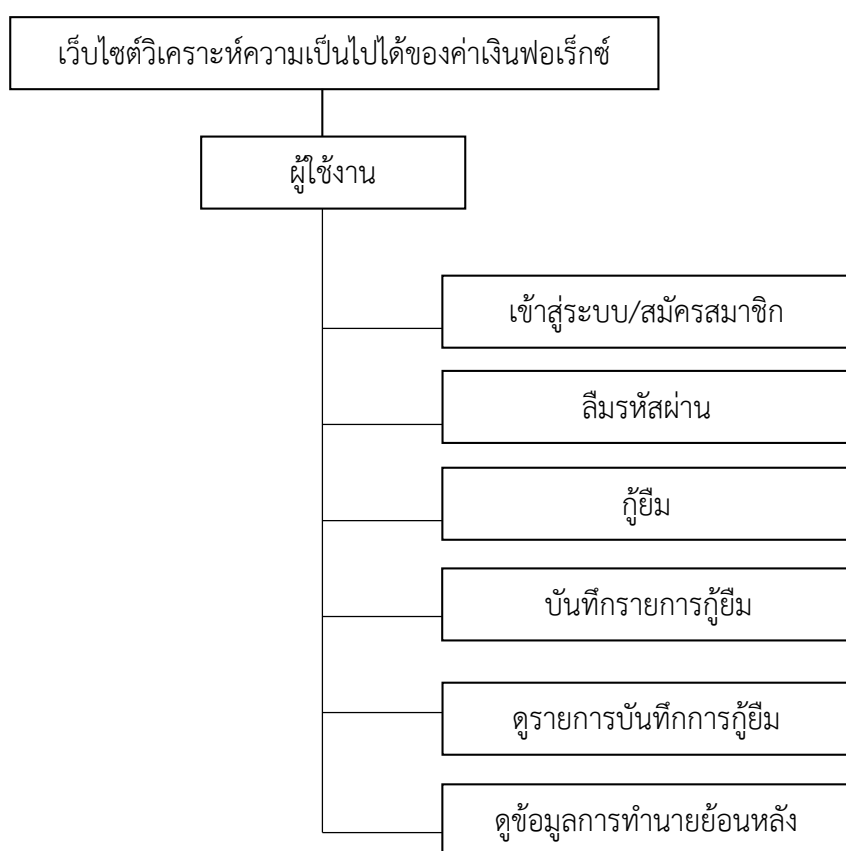 เว็บไซต์วิเคราะห์ความเป็นไปได้ของค่าเงินฟอเร็กซ์
ผู้ใช้งาน
เข้าสู่ระบบ/สมัครสมาชิก
ลืมรหัสผ่าน
กู้ยืม
บันทึกรายการกู้ยืม
ดูรายการบันทึกการกู้ยืม
ดูข้อมูลการทำนายย้อนหลัง